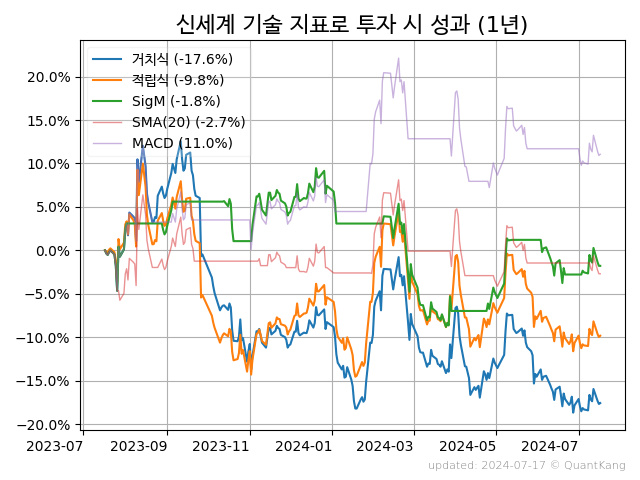 신세계 기술 지표로 투자 시 성과 (1년)
거치식 (-17.6%)
적립식 (-9.8%)
SigM (-1.8%)
SMA(20) (-2.7%)
MACD (11.0%)
20.0%
15.0%
10.0%
5.0%
0.0%
−5.0%
−10.0%
−15.0%
−20.0%
2023-07 2023-09 2023-11 2024-01 2024-03 2024-05 2024-07
updated: 2024-07-17 © QuantKang